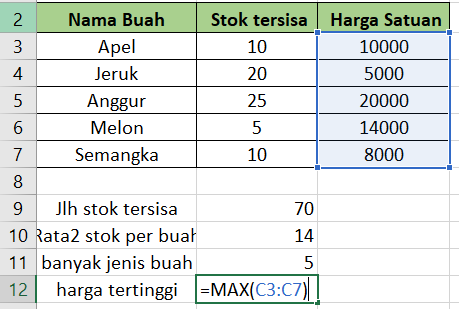 2 Nama Buah Stok tersisa Harga Satuan
3 Apel 10 10000
4 Jeruk 20 5000
5 Anggur 25 20000
6 Melon 5 14000
7 Semangka 10 8000
8
9 Jlh stok tersisa 70
10 Rata2 stok per buah 14
11 banyak jenis buah 5
12 harga tertinggi =MAX(C3:C7)